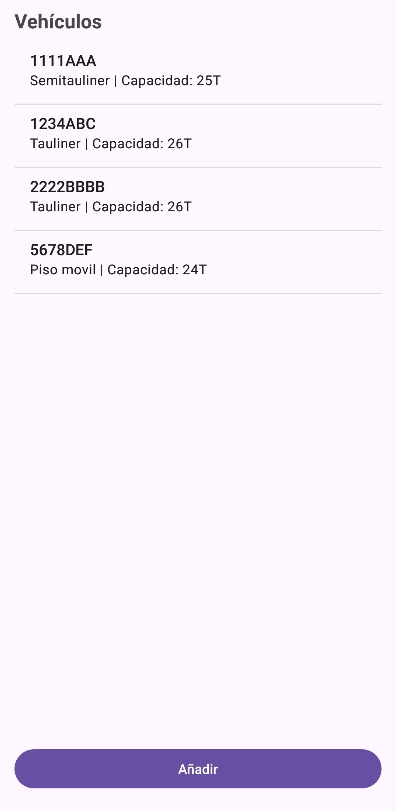 Vehículos
1111AAA
Semitauliner | Capacidad: 25T
1234ABC
Tauliner | Capacidad: 26T
2222BBBB
Tauliner | Capacidad: 26T
5678DEF
Piso movil | Capacidad: 24T
Añadir